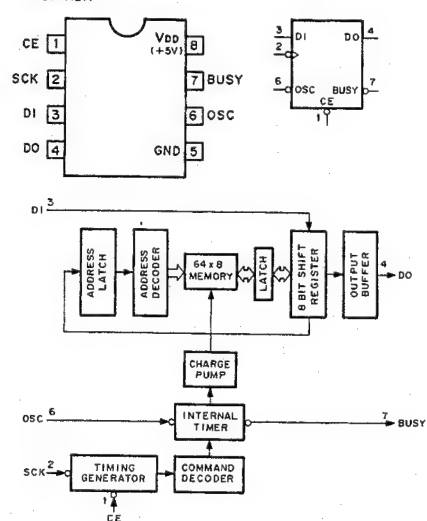 CE 1
VDD
(+5V)
8
SCK 2
7 BUSY
DI 3
6 OSC
DO 4
GND 5
3 DI DO 4
2
6 OSC BUSY 7
CE
1
DI 3
ADDRESS
LATCH
ADDRESS
DECODER
64 x 8
MEMORY
LATCH
8 BIT SHIFT
REGISTER
OUTPUT
BUFFER
4
DO
CHARGE
PUMP
OSC 6
INTERNAL
TIMER
7
BUSY
SCK 2
TIMING
GENERATOR
COMMAND
DECODER
1
CE